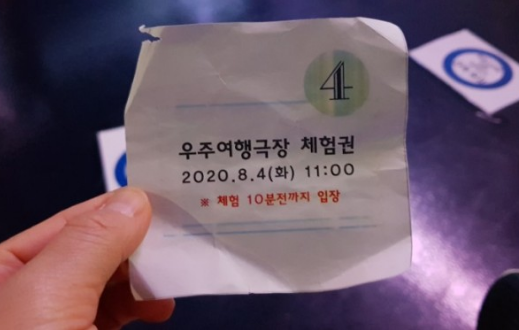 4
우주여행극장 체험권
2020.8.4(화) 11:00
※ 체험 10분전까지 입장